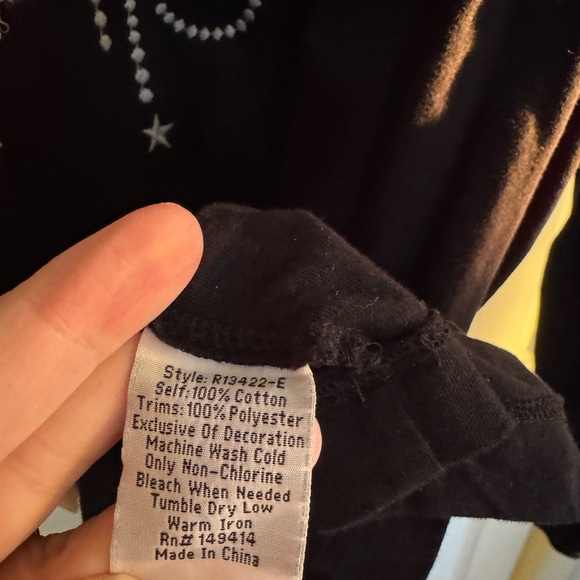 Style: R13422-E
Self:100% Cotton
Trims:100% Polyester
Exclusive Of Decoration
Machine Wash Cold
Only Non-Chlorine
Bleach When Needed
Tumble Dry Low
Warm Iron
Rn# 149414
Made In China